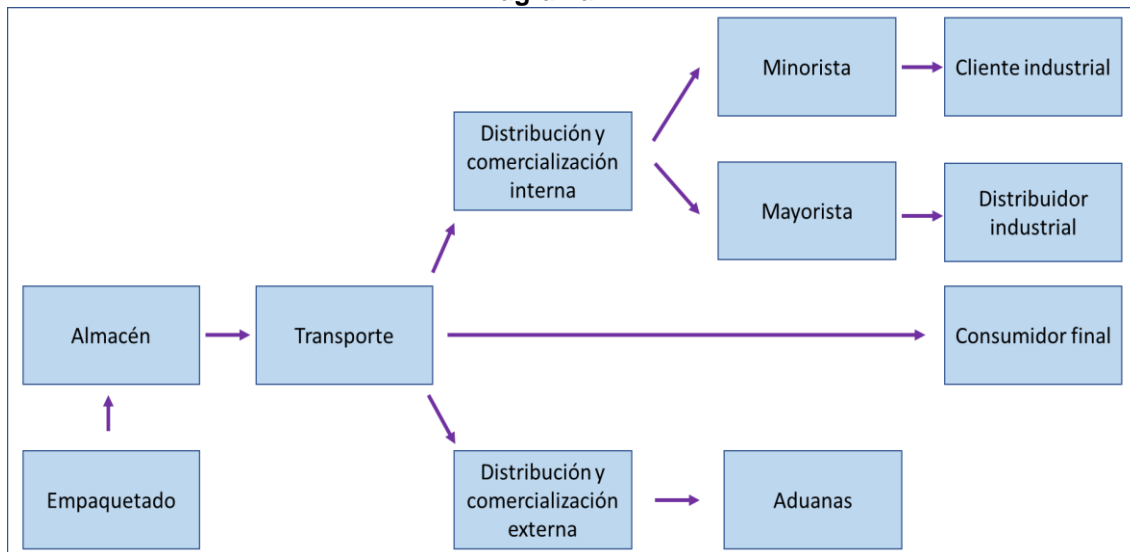 Minorista
Cliente industrial
Distribución y
comercialización
interna
Mayorista
Distribuidor
industrial
Almacén
Transporte
Consumidor final
Empaquetado
Distribución y
comercialización
externa
Aduanas